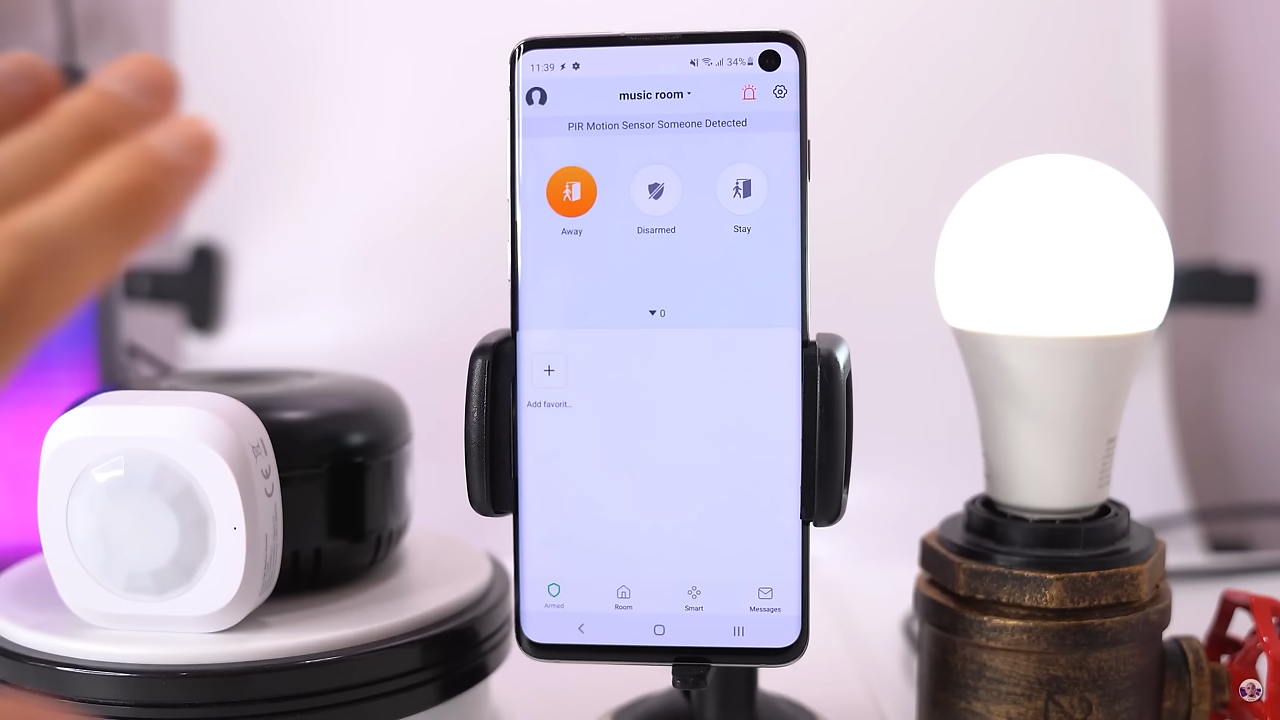 11:39
34%
music room
PIR Motion Sensor Someone Detected
Away
Disarmed
Stay
0
Add favorit..
Armed
Room
Smart
Messages
CE